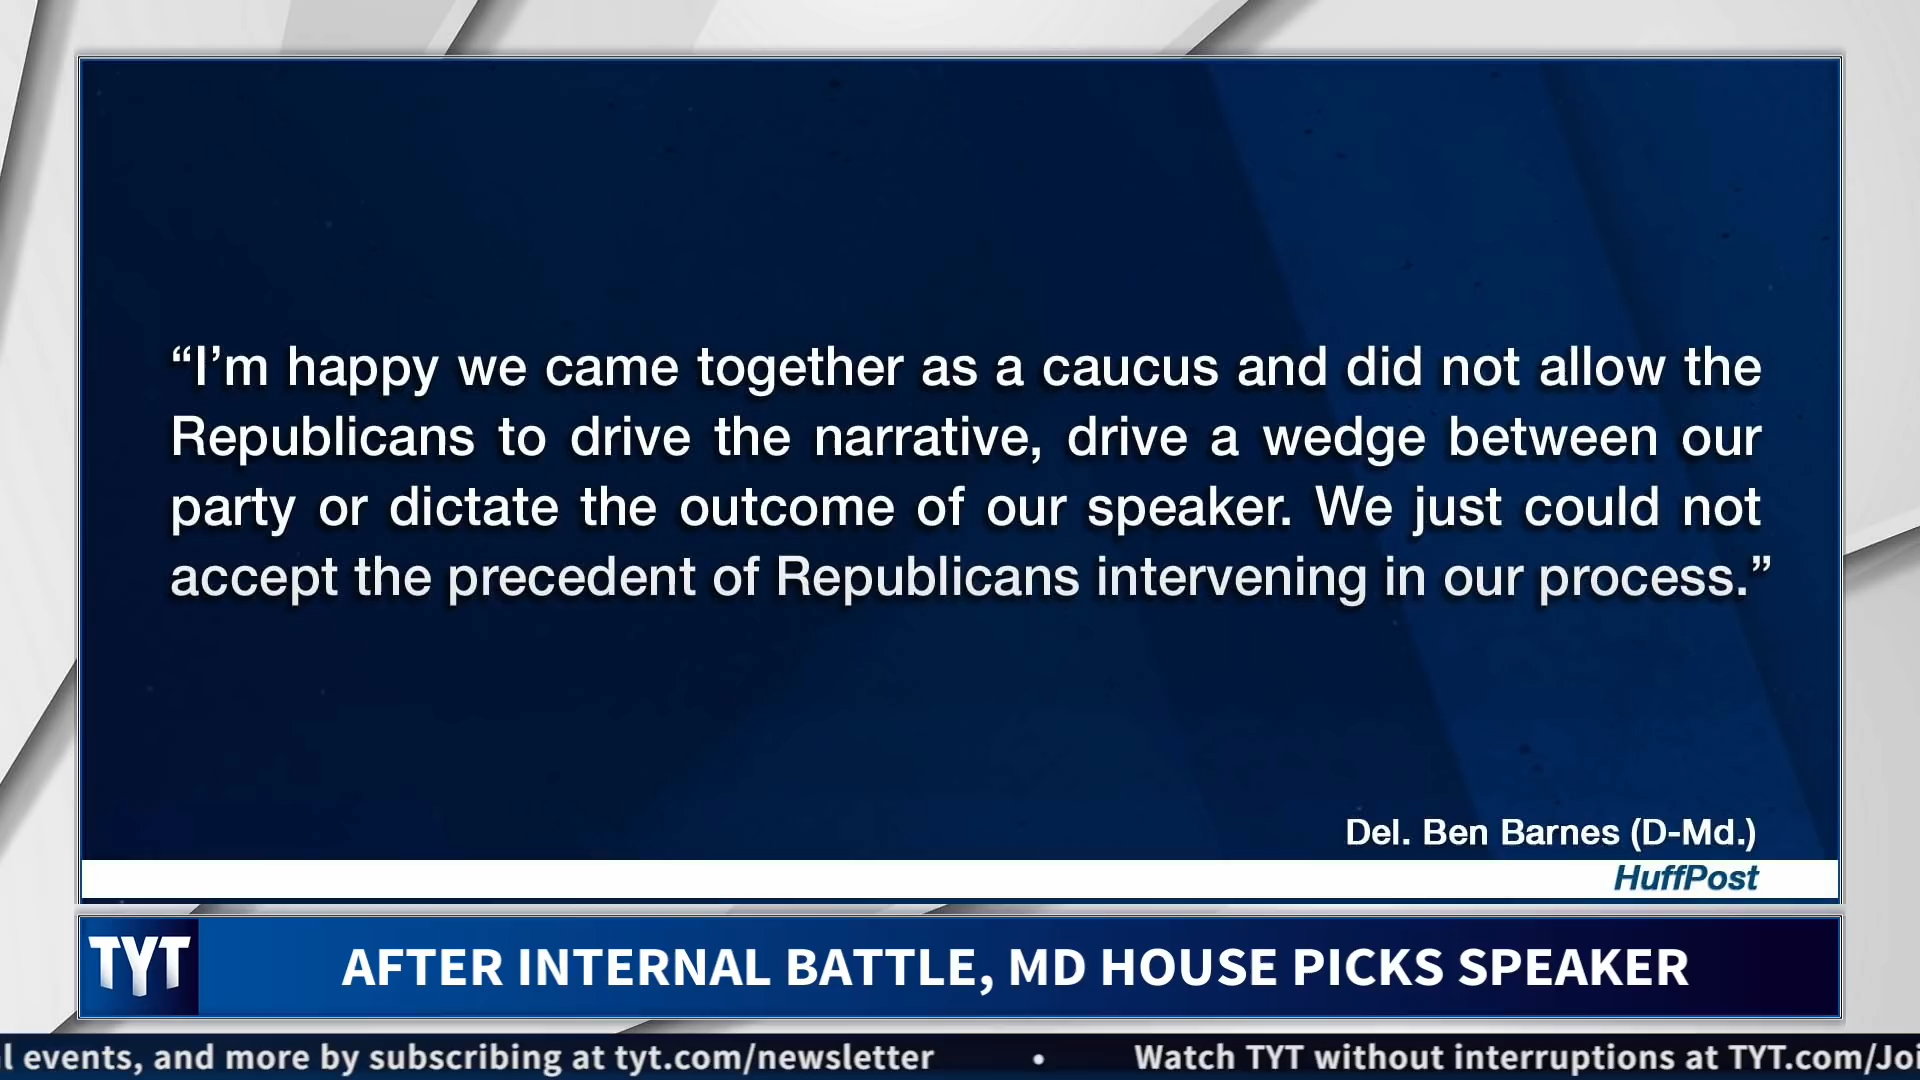 “I’m happy we came together as a caucus and did not allow the
Republicans to drive the narrative, drive a wedge between our
party or dictate the outcome of our speaker. We just could not
accept the precedent of Republicans intervening in our process.”
Del. Ben Barnes (D-Md.)
HuffPost
TYT
AFTER INTERNAL BATTLE, MD HOUSE PICKS SPEAKER
l events, and more by subscribing at tyt.com/newsletter • Watch TYT without interruptions at TYT.com/Joi